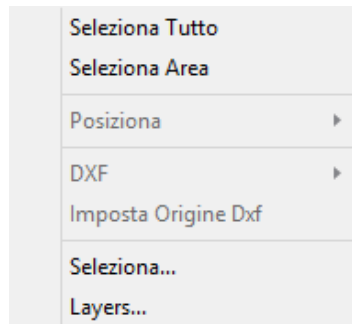 Seleziona Tutto
Seleziona Area
Posiziona
DXF
Imposta Origine Dxf
Seleziona...
Layers...